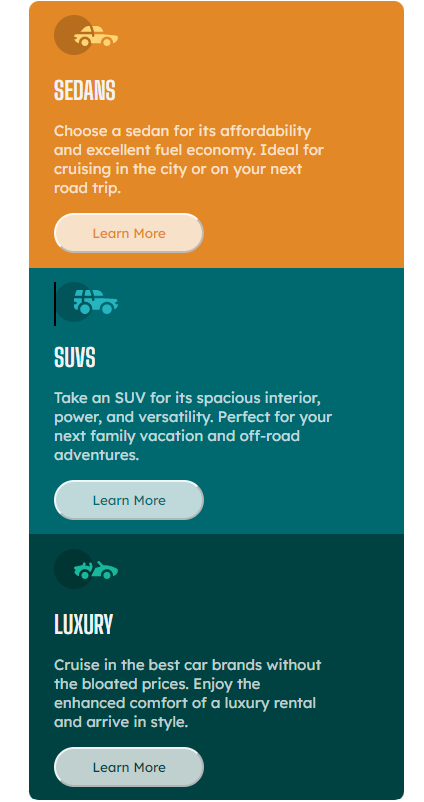 SEDANS
Choose a sedan for its affordability
and excellent fuel economy. Ideal for
cruising in the city or on your next
road trip.
Learn More
SUVS
Take an SUV for its spacious interior,
power, and versatility. Perfect for your
next family vacation and off-road
adventures.
Learn More
LUXURY
Cruise in the best car brands without
the bloated prices. Enjoy the
enhanced comfort of a luxury rental
and arrive in style.
Learn More